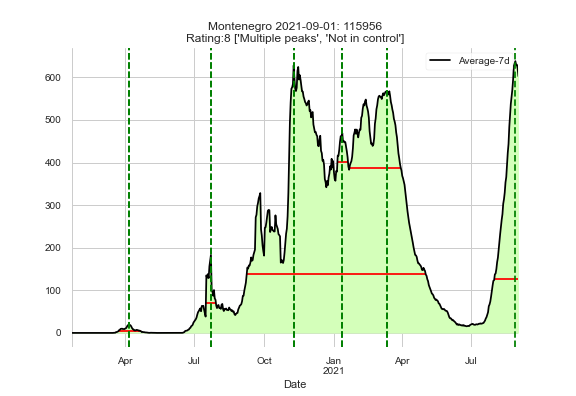 Montenegro 2021-09-01: 115956
Rating:8 ['Multiple peaks', 'Not in control']
Average-7d
600
500
400
300
200
100
0
Apr Jul Oct Jan Apr Jul
2021
Date